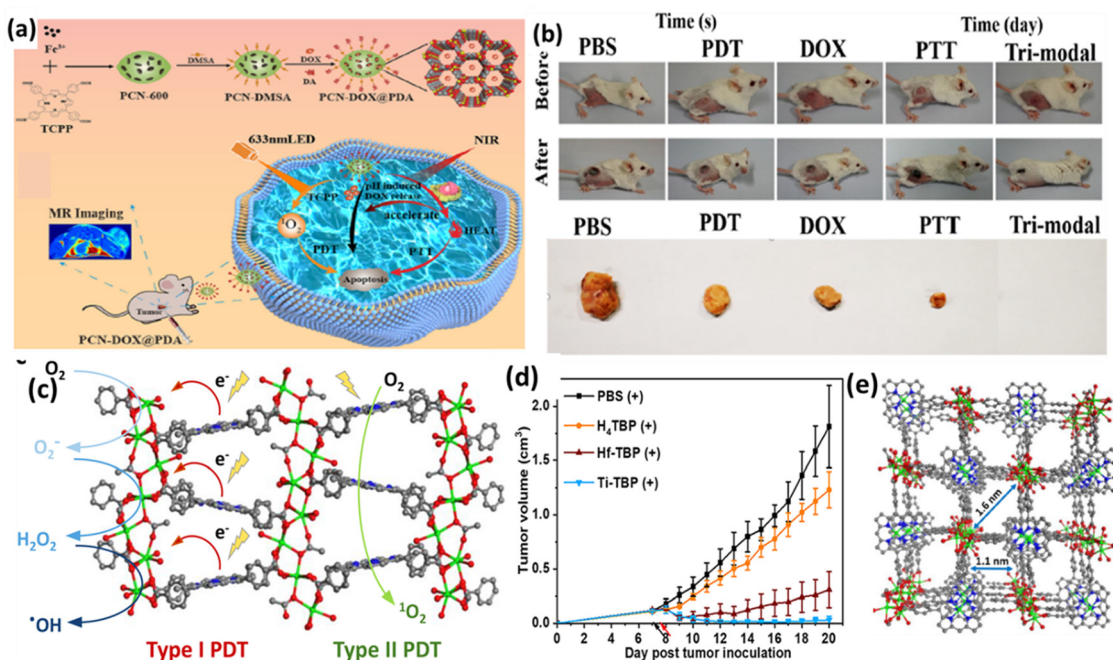 (a)
Fe³⁺
DMSA
DOX
DA
PCN-600
PCN-DMSA
PCN-DOX@PDA
TCPP
633nmLED
NIR
TCPP
pH induced
DOX release
accelerate
¹O₂
HEAT
PDT
PTT
Apoptosis
MR Imaging
Tumor
PCN-DOX@PDA
(b)
Time (s)
Time (day)
PBS
PDT
DOX
PTT
Tri-modal
Before
After
PBS
PDT
DOX
PTT
Tri-modal
(c)
O₂
e⁻
O₂
O₂⁻
e⁻
H₂O₂
e⁻
•OH
¹O₂
Type I PDT
Type II PDT
(d)
PBS (+)
H₄TBP (+)
Hf-TBP (+)
Ti-TBP (+)
Tumor volume (cm³)
2.0
1.5
1.0
0.5
0.0
0 6 8 10 12 14 16 18 20
Day post tumor inoculation
(e)
1.6 nm
1.1 nm